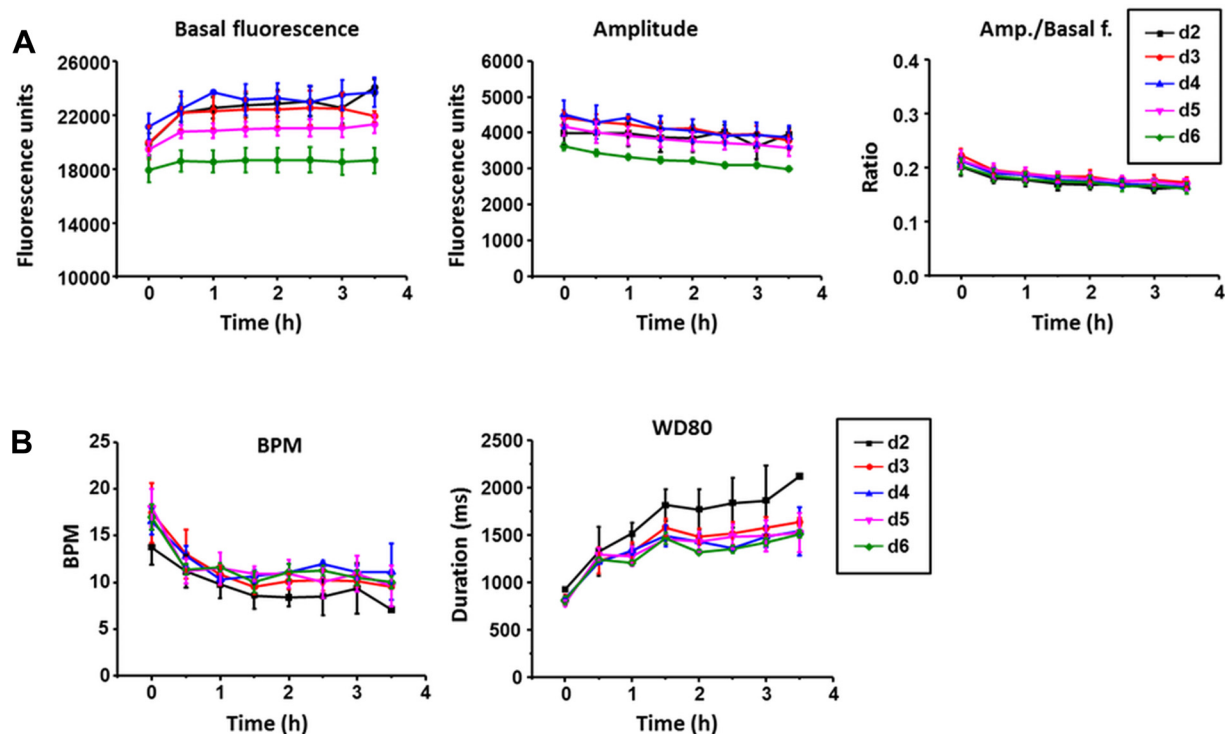 A
Basal fluorescence
Fluorescence units
26000
22000
18000
14000
10000
0 1 2 3 4
Time (h)
Amplitude
Fluorescence units
6000
5000
4000
3000
2000
1000
0
0 1 2 3 4
Time (h)
Amp./Basal f.
Ratio
0.4
0.3
0.2
0.1
0.0
0 1 2 3 4
Time (h)
d2
d3
d4
d5
d6
B
BPM
BPM
25
20
15
10
5
0
0 1 2 3 4
Time (h)
WD80
Duration (ms)
2500
2000
1500
1000
500
0
0 1 2 3 4
Time (h)
d2
d3
d4
d5
d6